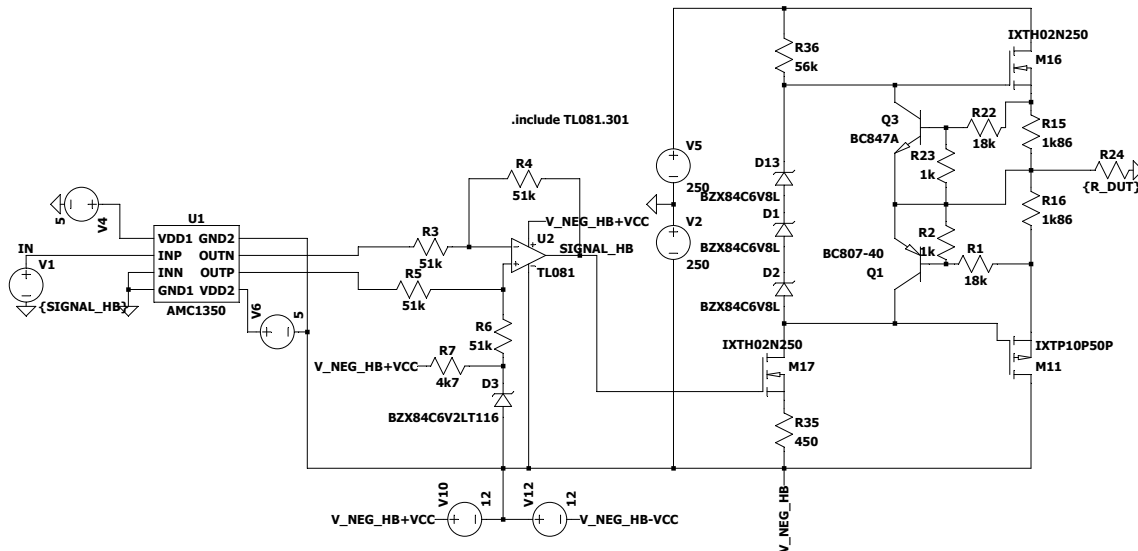 IXTH02N250
M16
R36
56k
.include TL081.301
Q3
BC847A
R22
18k
R15
1k86
R23
1k
R24
{R_DUT}
V5
250
V2
250
D13
BZX84C6V8L
D1
BZX84C6V8L
D2
BZX84C6V8L
R16
1k86
BC807-40
Q1
R2
1k
R1
18k
R4
51k
V4
5
U1
VDD1 GND2
INP OUTN
INN OUTP
GND1 VDD2
AMC1350
IN
V1
{SIGNAL_HB}
V6
5
R3
51k
R5
51k
V_NEG_HB+VCC
U2
SIGNAL_HB
TL081
R6
51k
R7
4k7
V_NEG_HB+VCC
D3
BZX84C6V2LT116
IXTH02N250
M17
IXTP10P50P
M11
R35
450
V10
12
V12
12
V_NEG_HB+VCC
V_NEG_HB-VCC
V_NEG_HB